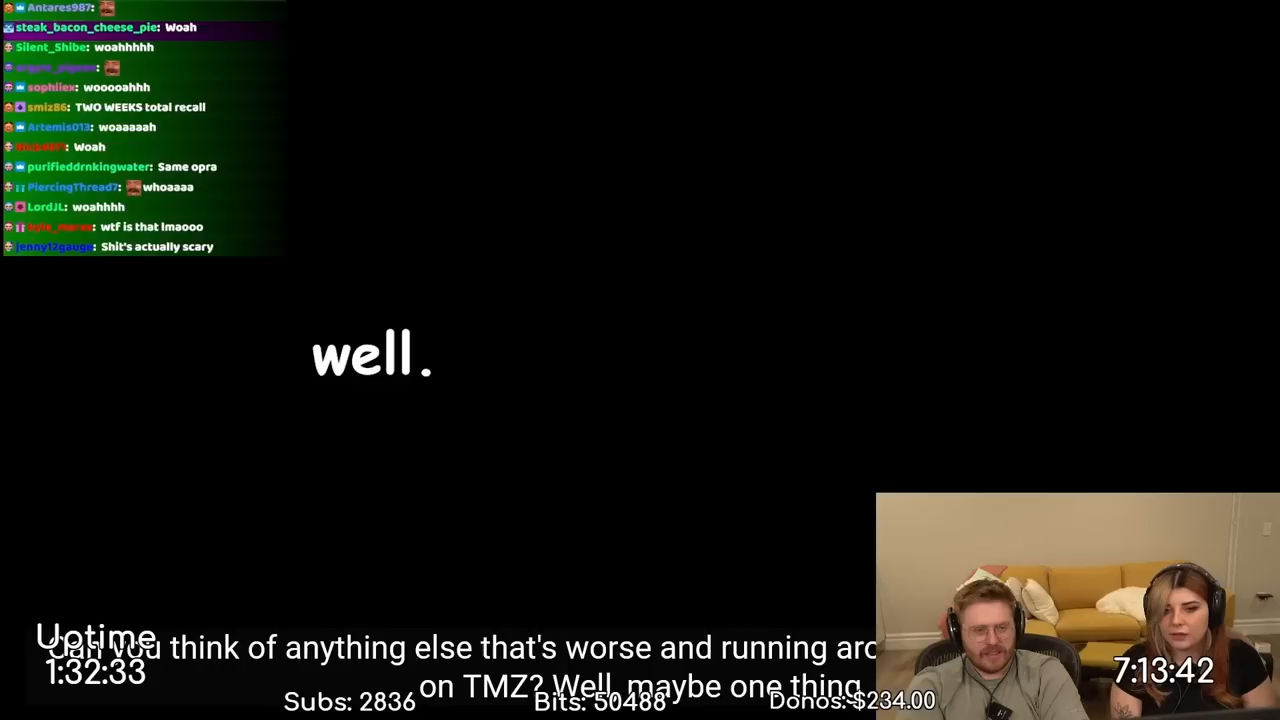 Antares987:
steak_bacon_cheese_pie: Woah
Silent_Shibe: woahhhhh
sophiiex: wooooahhh
smiz86: TWO WEEKS total recall
Artemis013: woaaaaah
Woah
purifieddrnkingwater: Same opra
PiercingThread7: whoaaaa
LordJL: woahhhh
wtf is that lmaooo
jenny12gauge: Shit's actually scary
well.
Uptime
1:32:33
Can you think of anything else that's worse and running
on TMZ? Well, maybe one thing
Subs: 2836
Bits: 50488
Donos: $234.00
7:13:42